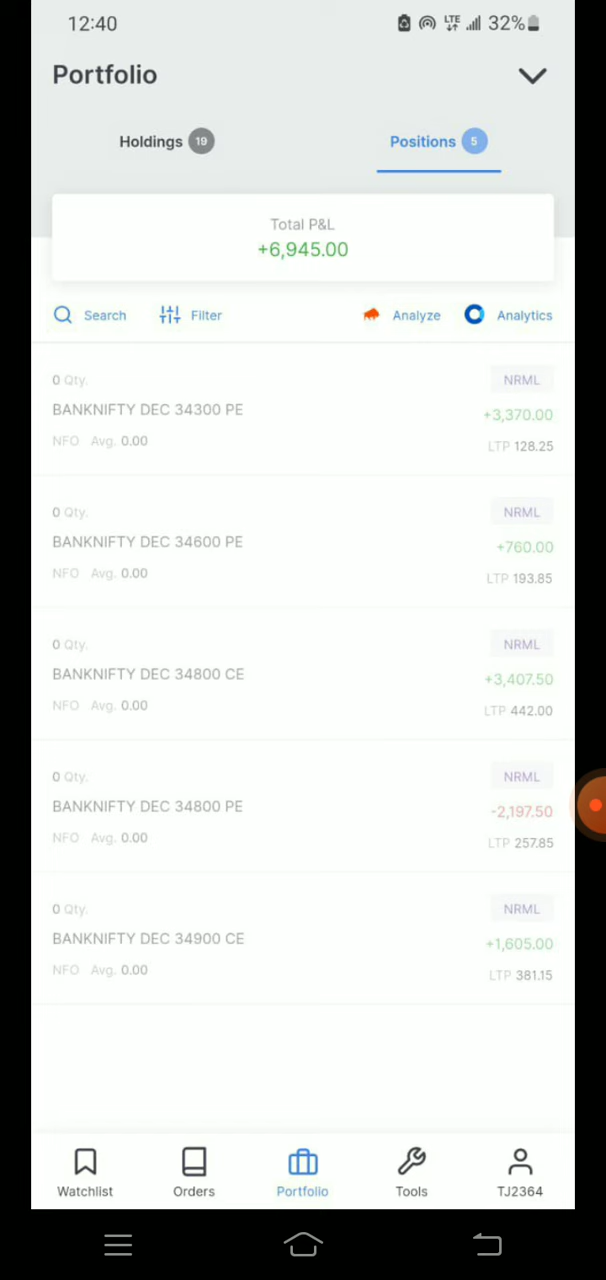 12:40
LTE 32%
Portfolio
Holdings 19
Positions 5
Total P&L
+6,945.00
Search Filter Analyze Analytics
0 Qty. NRML
BANKNIFTY DEC 34300 PE +3,370.00
NFO Avg. 0.00 LTP 128.25
0 Qty. NRML
BANKNIFTY DEC 34600 PE +760.00
NFO Avg. 0.00 LTP 193.85
0 Qty. NRML
BANKNIFTY DEC 34800 CE +3,407.50
NFO Avg. 0.00 LTP 442.00
0 Qty. NRML
BANKNIFTY DEC 34800 PE -2,197.50
NFO Avg. 0.00 LTP 257.85
0 Qty. NRML
BANKNIFTY DEC 34900 CE +1,605.00
NFO Avg. 0.00 LTP 381.15
Watchlist Orders Portfolio Tools TJ2364